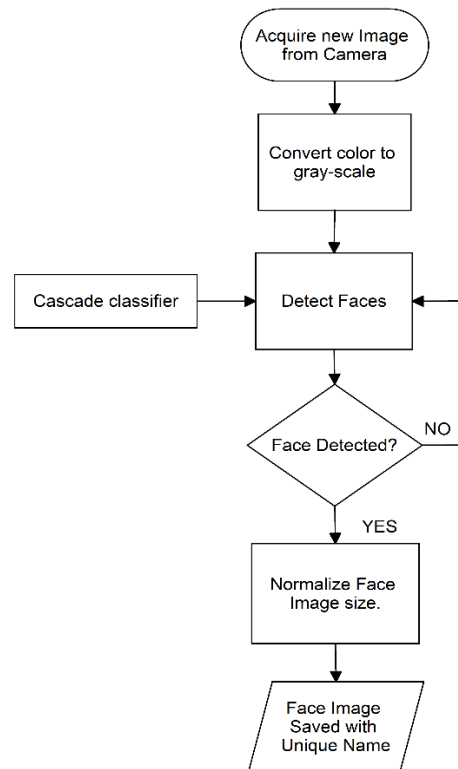 Acquire new Image
from Camera
Convert color to
gray-scale
Cascade classifier
Detect Faces
Face Detected?
NO
YES
Normalize Face
Image size.
Face Image
Saved with
Unique Name